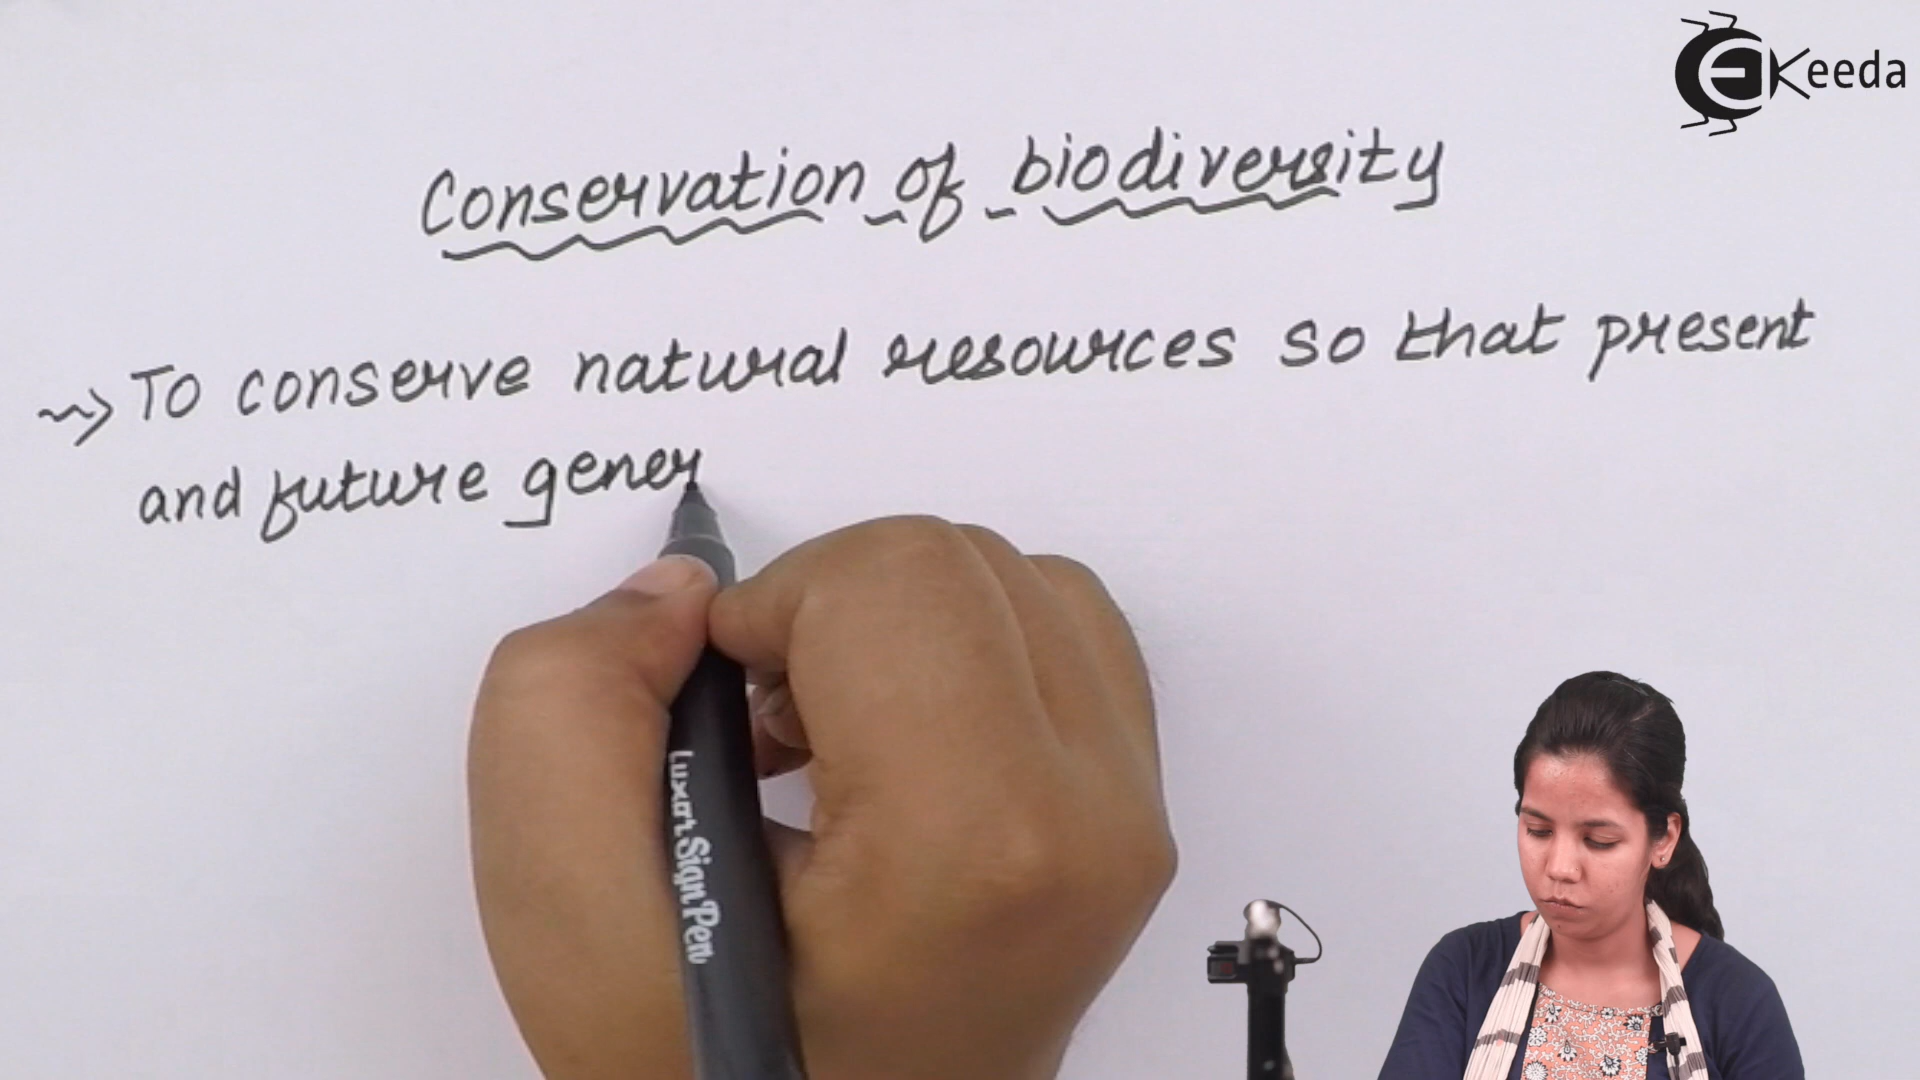 Keeda
Conservation of biodiversity
To conserve natural resources so that present
and future gener
Luxor Sign Pen